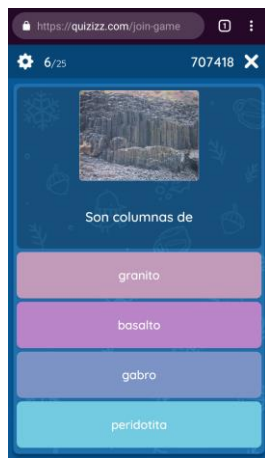 https://quizizz.com/join-game
1
6/25
707418
Son columnas de
granito
basalto
gabro
peridotita